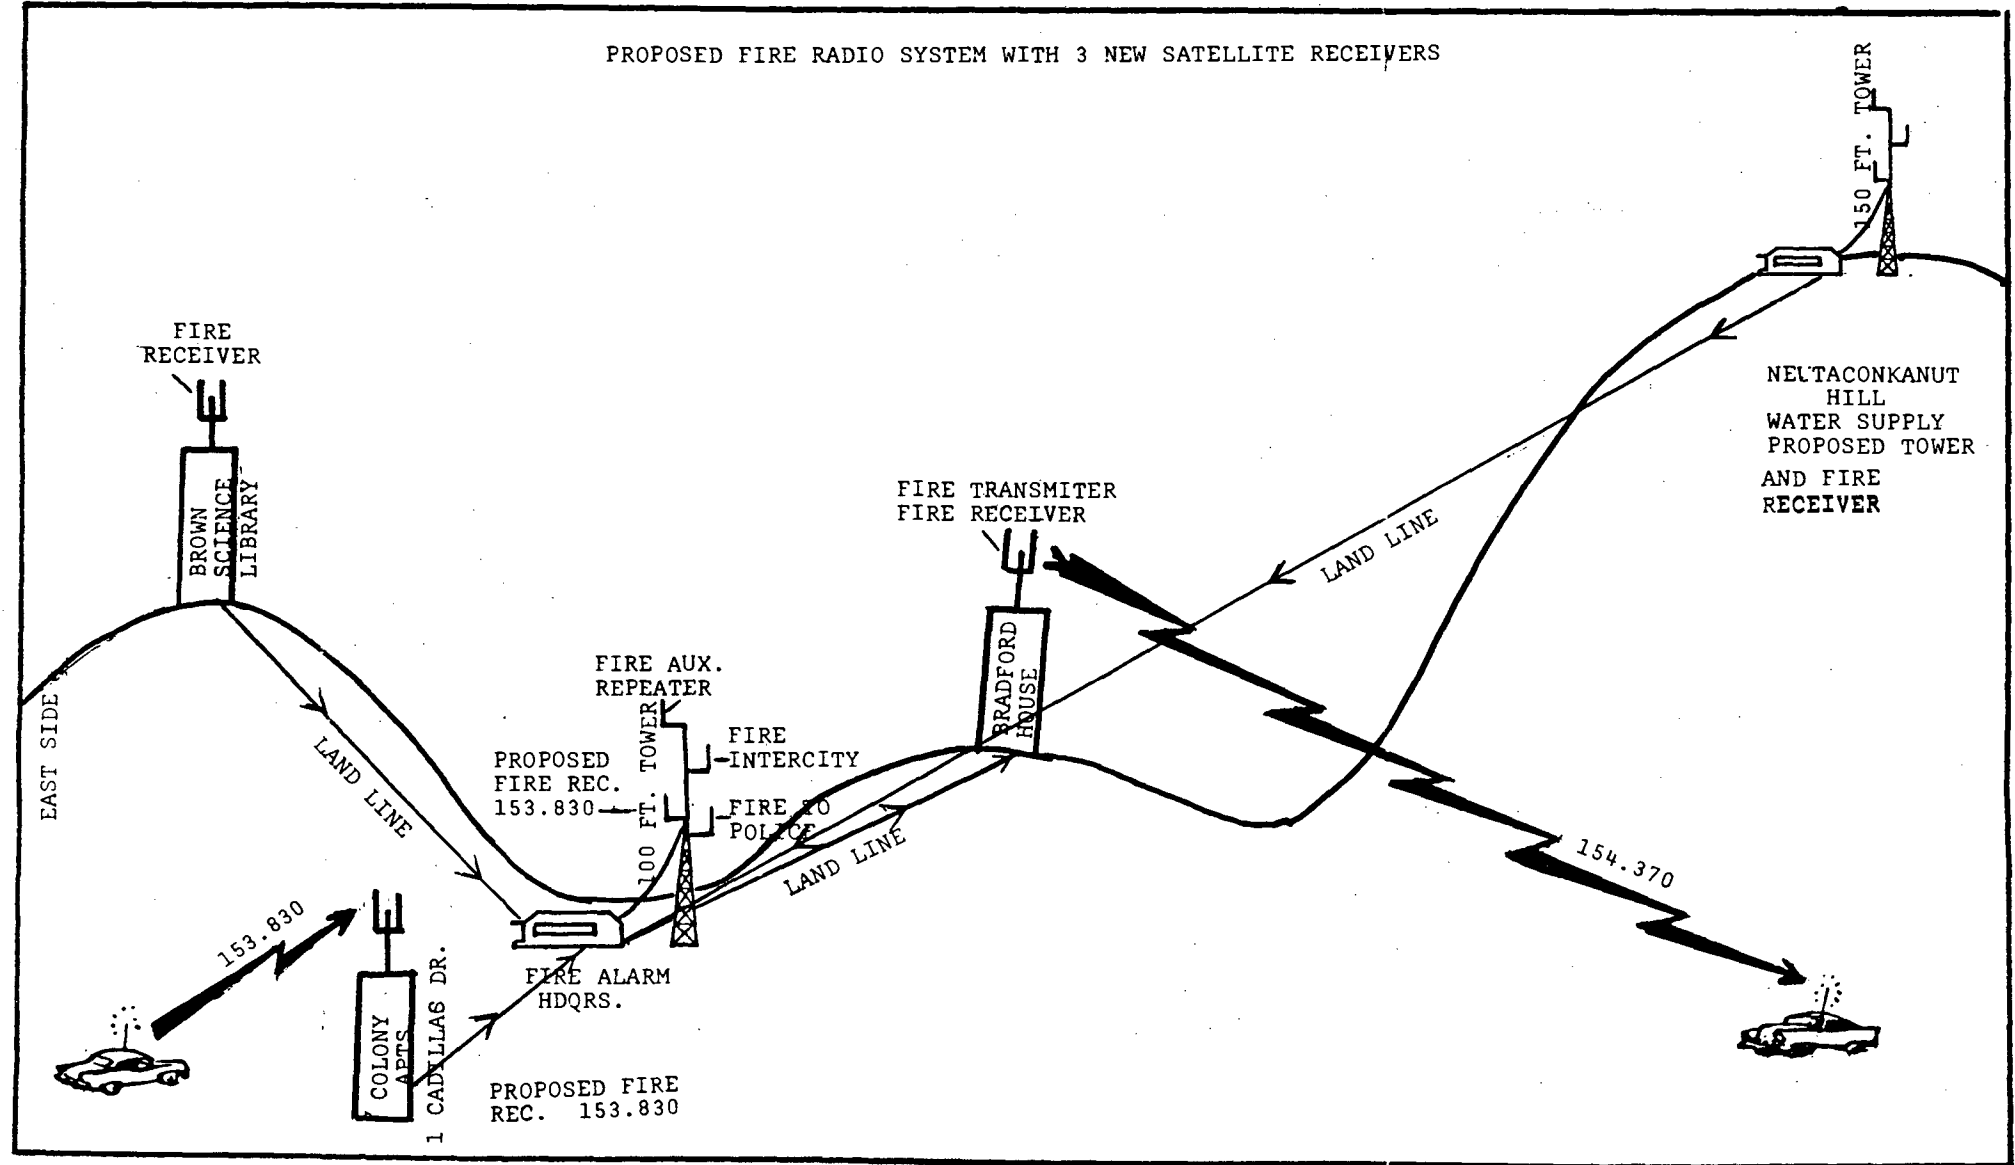 PROPOSED FIRE RADIO SYSTEM WITH 3 NEW SATELLITE RECEIVERS
150 FT. TOWER
FIRE
RECEIVER
BROWN
SCIENCE
LIBRARY
EAST SIDE
LAND LINE
NELTACONKANUT
HILL
WATER SUPPLY
PROPOSED TOWER
AND FIRE
RECEIVER
FIRE TRANSMITER
FIRE RECEIVER
LAND LINE
BRADFORD
HOUSE
FIRE AUX.
REPEATER
100 FT. TOWER
FIRE
INTERCITY
PROPOSED
FIRE REC.
153.830
FIRE TO
POLICE
LAND LINE
154.370
153.830
FIRE ALARM
HDQRS.
COLONY
APTS
1 CADILLAS DR.
PROPOSED FIRE
REC. 153.830